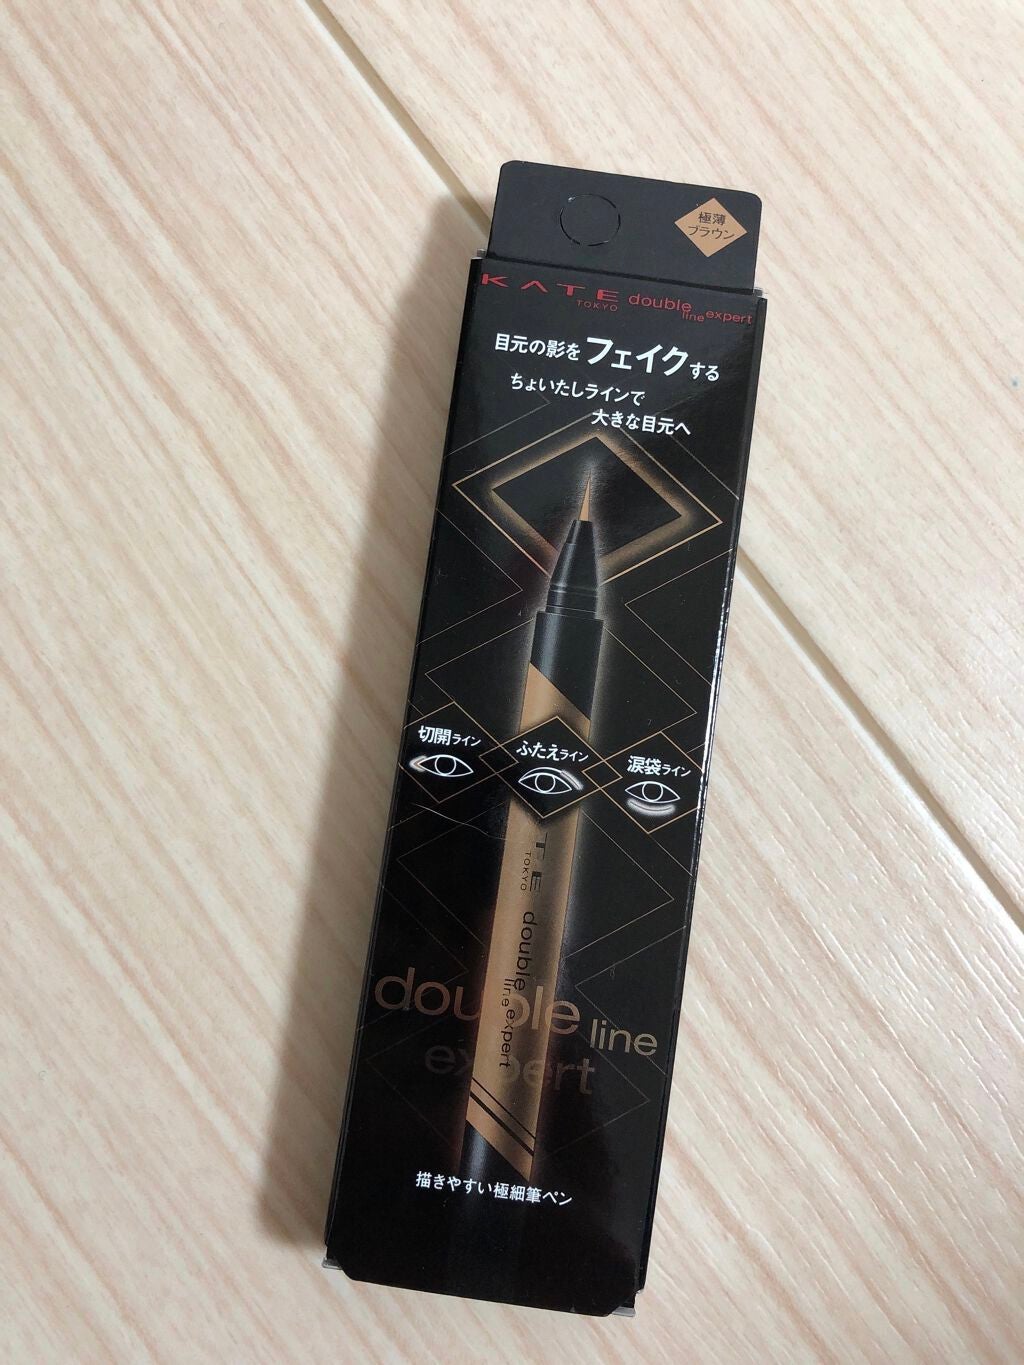 極薄
ブラウン
KATE
TOKYO
double
line expert
目元の影をフェイクする
ちょいたしラインで
大きな目元へ
切開ライン
ふたえライン
涙袋ライン
TE
TOKYO
double
line expert
double line
expert
描きやすい極細筆ペン